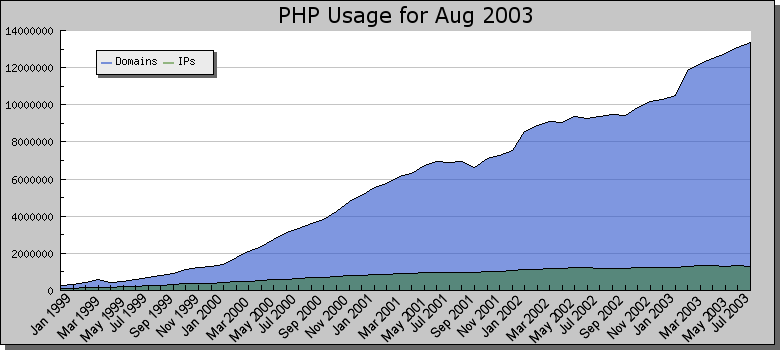 PHP Usage for Aug 2003
Domains IPs
14000000
12000000
10000000
8000000
6000000
4000000
2000000
0
Jan 1999
Mar 1999
May 1999
Jul 1999
Sep 1999
Nov 1999
Jan 2000
Mar 2000
May 2000
Jul 2000
Sep 2000
Nov 2000
Jan 2001
Mar 2001
May 2001
Jul 2001
Sep 2001
Nov 2001
Jan 2002
Mar 2002
May 2002
Jul 2002
Sep 2002
Nov 2002
Jan 2003
Mar 2003
May 2003
Jul 2003